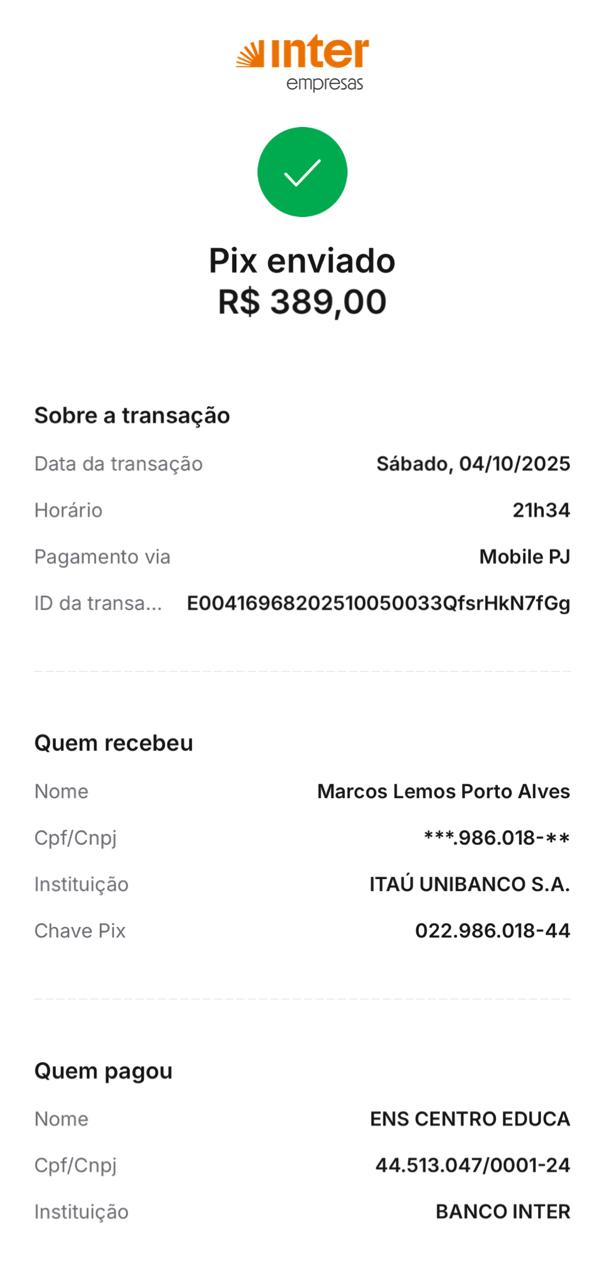 inter
empresas
Pix enviado
R$ 389,00
Sobre a transação
Data da transação Sábado, 04/10/2025
Horário 21h34
Pagamento via Mobile PJ
ID da transa... E00416968202510050033QfsrHkN7fGg
Quem recebeu
Nome Marcos Lemos Porto Alves
Cpf/Cnpj ***.986.018-**
Instituição ITAÚ UNIBANCO S.A.
Chave Pix 022.986.018-44
Quem pagou
Nome ENS CENTRO EDUCA
Cpf/Cnpj 44.513.047/0001-24
Instituição BANCO INTER